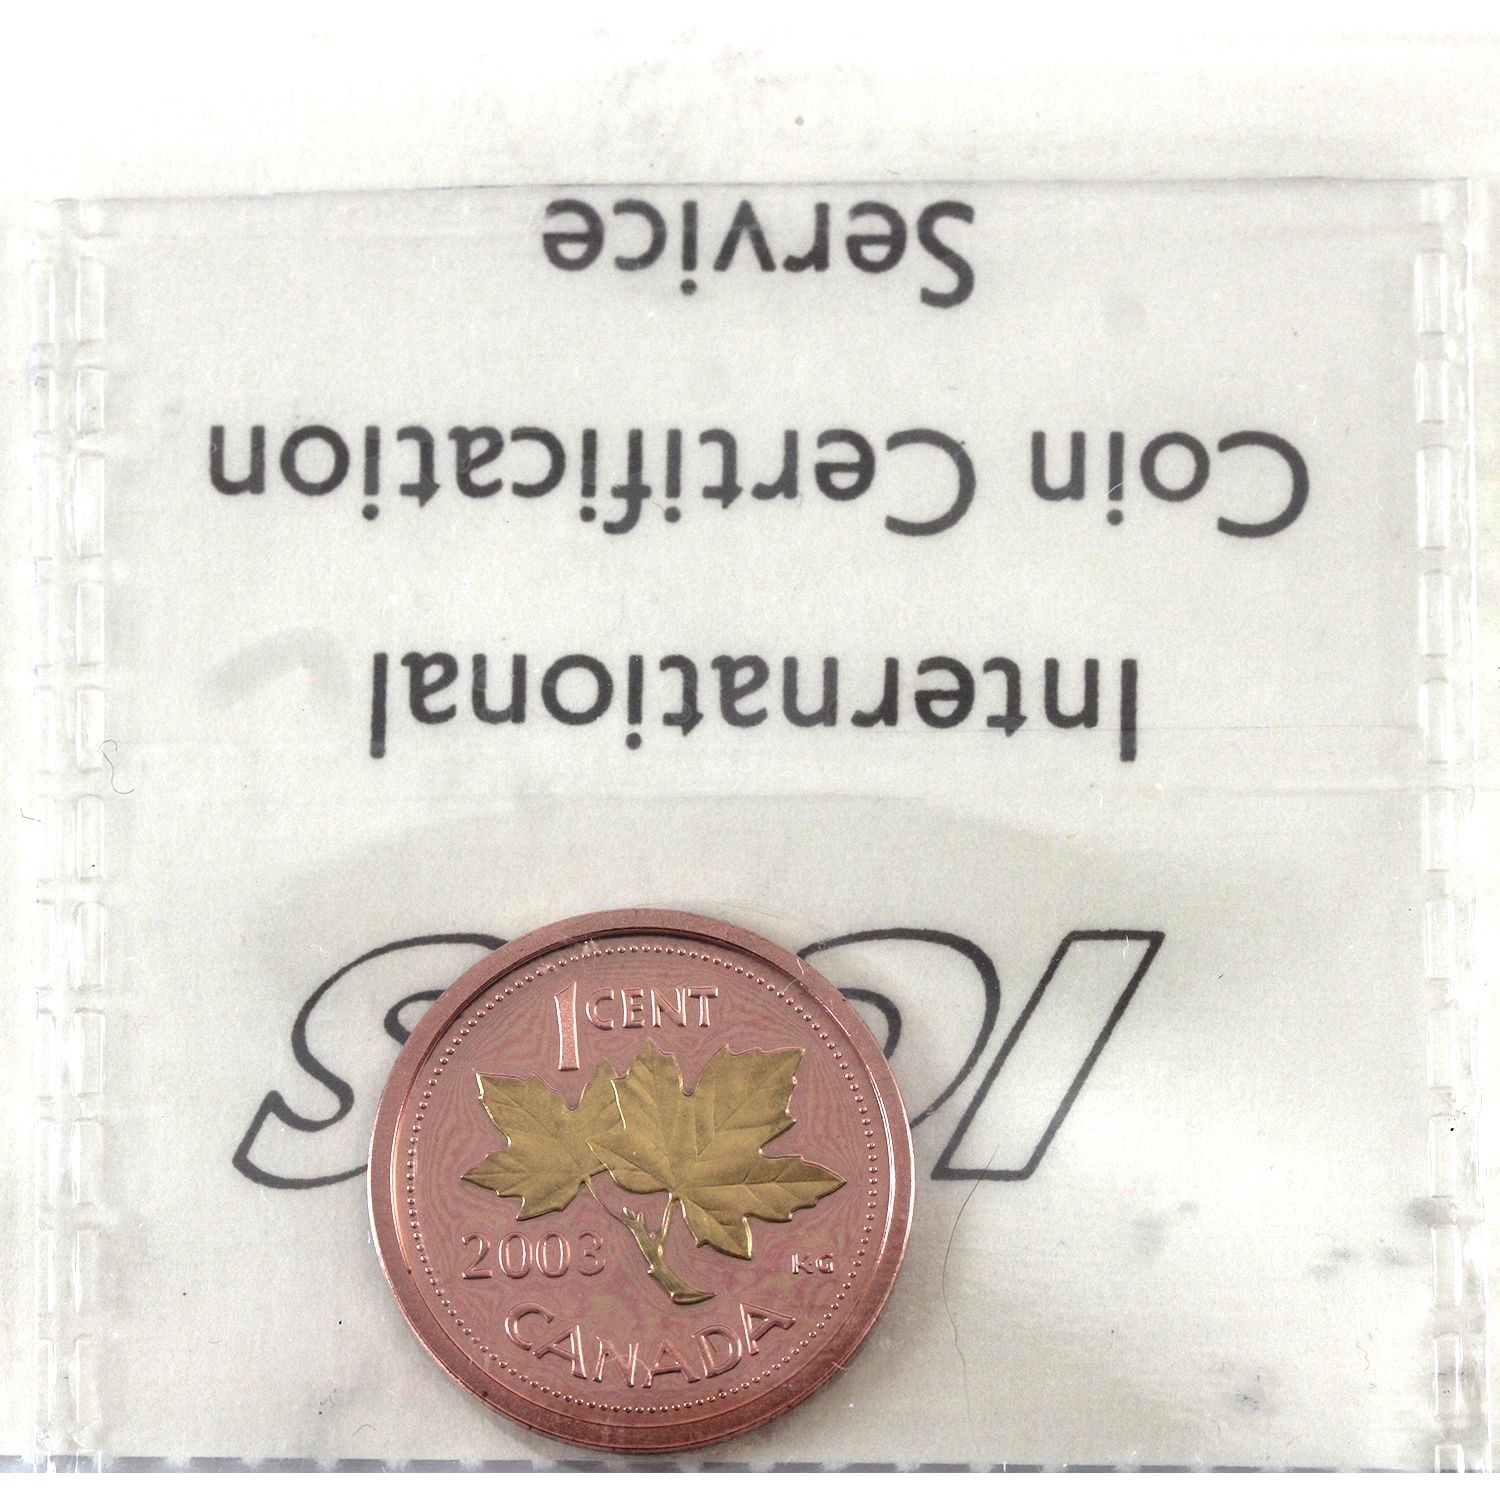 ICCS
International
Coin Certification
Service
1 CENT
2003
KG
CANADA